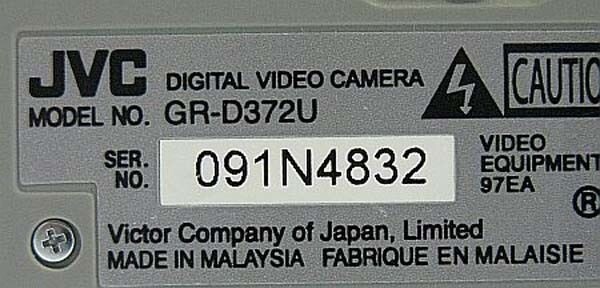 JVC DIGITAL VIDEO CAMERA
MODEL NO. GR-D372U
CAUTIO
SER. NO. 091N4832
VIDEO
EQUIPMENT
97EA
®
Victor Company of Japan, Limited
MADE IN MALAYSIA FABRIQUE EN MALAISIE